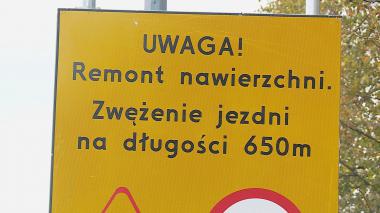 UWAGA!
Remont nawierzchni.
Zwężenie jezdni
na długości 650m